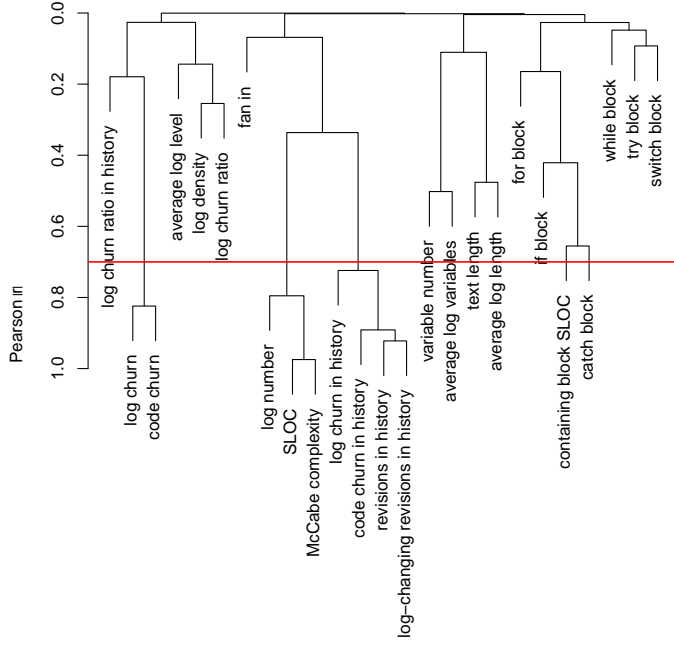 Pearson |r|
0.0
0.2
0.4
0.6
0.8
1.0
log churn ratio in history
log churn
code churn
average log level
log density
log churn ratio
fan in
log number
SLOC
McCabe complexity
log churn in history
code churn in history
revisions in history
log−changing revisions in history
variable number
average log variables
text length
average log length
for block
if block
containing block SLOC
catch block
while block
try block
switch block